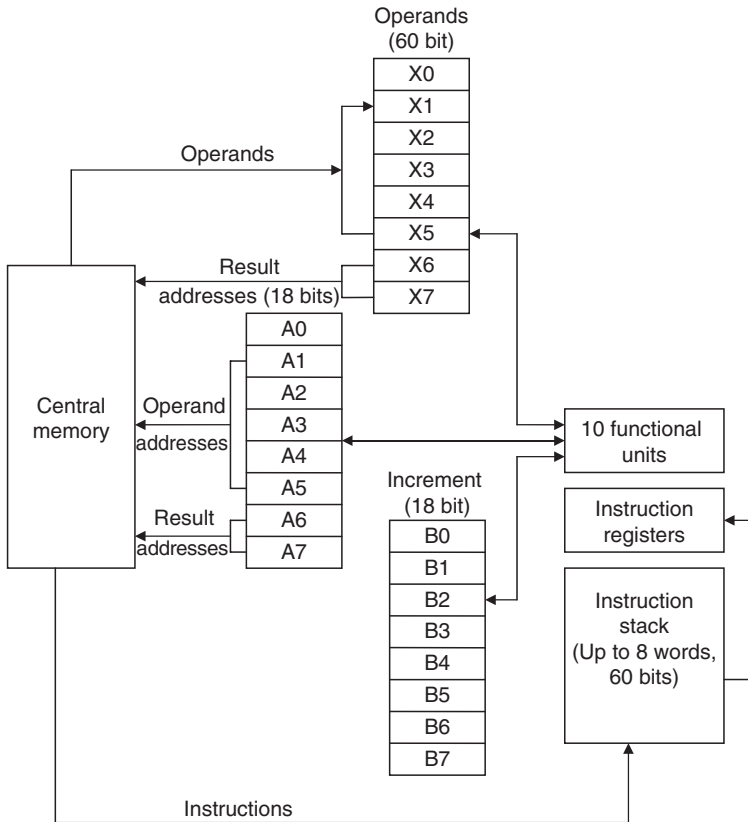 Operands
(60 bit)
X0
X1
X2
X3
X4
X5
X6
X7
Operands
Result
addresses (18 bits)
A0
A1
A2
A3
A4
A5
A6
A7
Central
memory
Operand
addresses
Result
addresses
Increment
(18 bit)
B0
B1
B2
B3
B4
B5
B6
B7
10 functional
units
Instruction
registers
Instruction
stack
(Up to 8 words,
60 bits)
Instructions